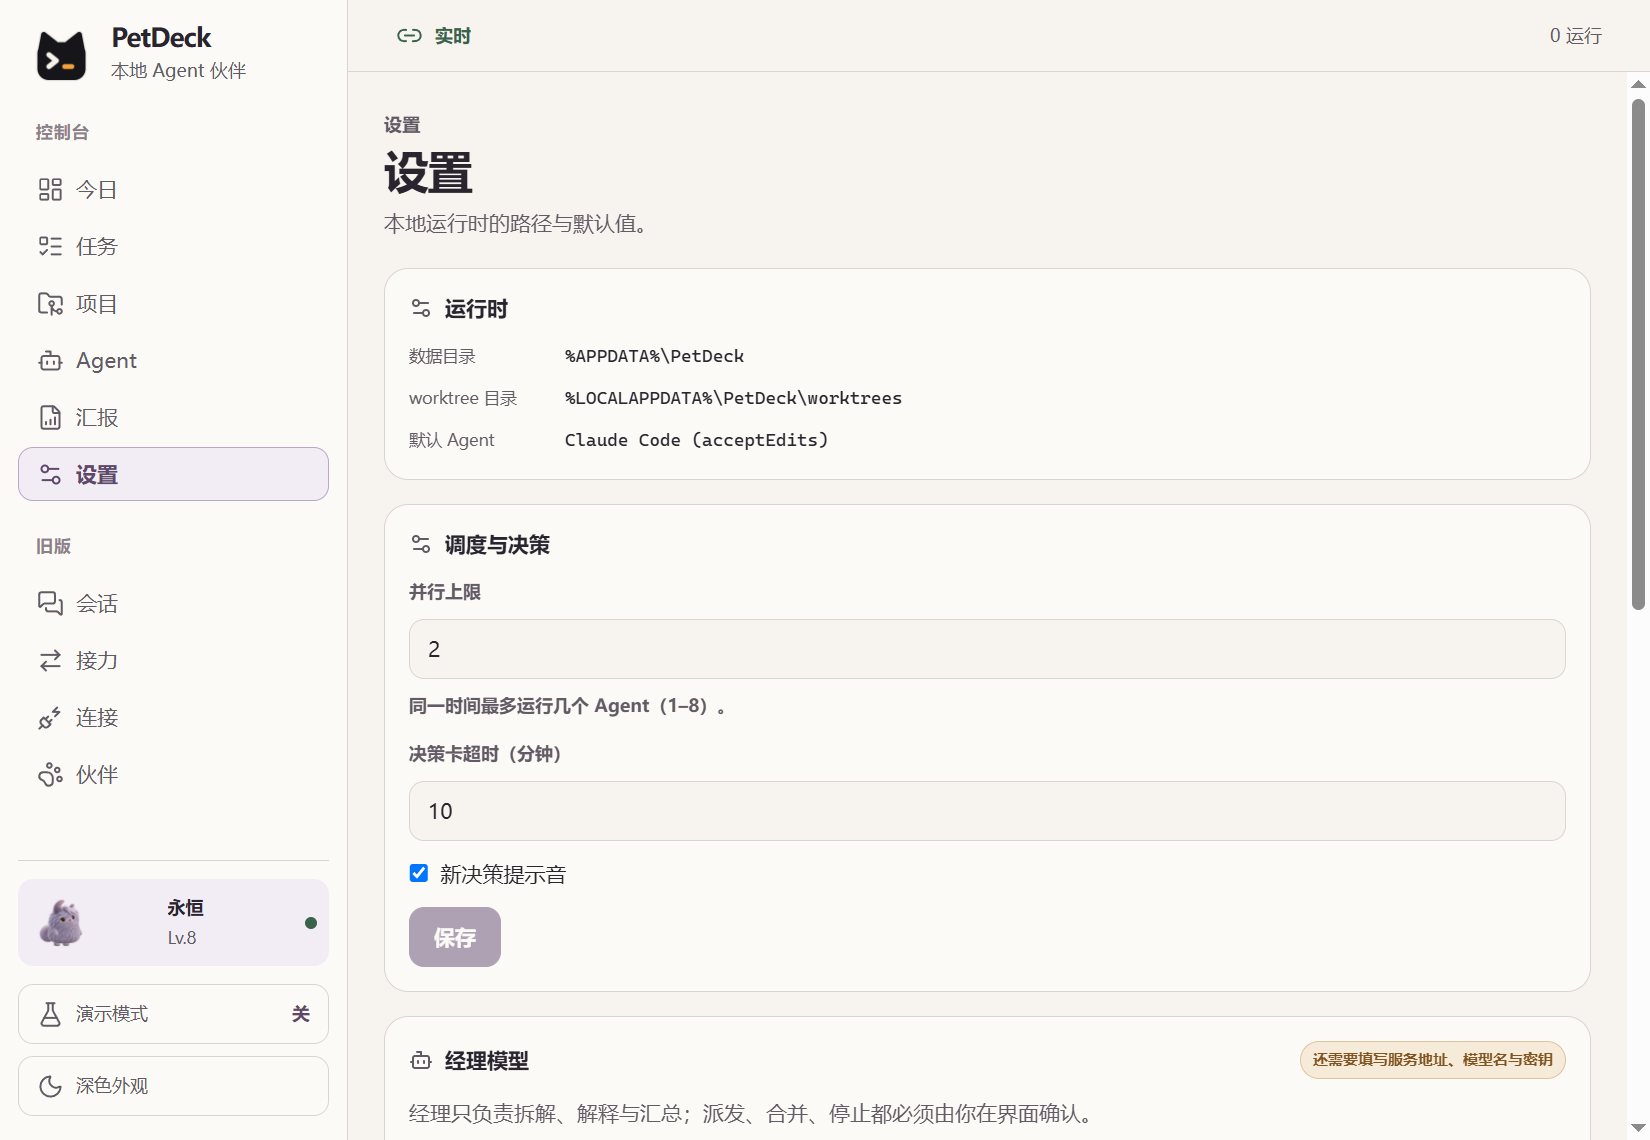 PetDeck
本地 Agent 伙伴
控制台
今日
任务
项目
Agent
汇报
设置
旧版
会话
接力
连接
伙伴
永恒
Lv.8
演示模式
关
深色外观
实时
0 运行
设置
设置
本地运行时的路径与默认值。
运行时
数据目录 %APPDATA%\PetDeck
worktree 目录 %LOCALAPPDATA%\PetDeck\worktrees
默认 Agent Claude Code (acceptEdits)
调度与决策
并行上限
2
同一时间最多运行几个 Agent（1–8）。
决策卡超时（分钟）
10
新决策提示音
保存
经理模型
还需要填写服务地址、模型名与密钥
经理只负责拆解、解释与汇总；派发、合并、停止都必须由你在界面确认。